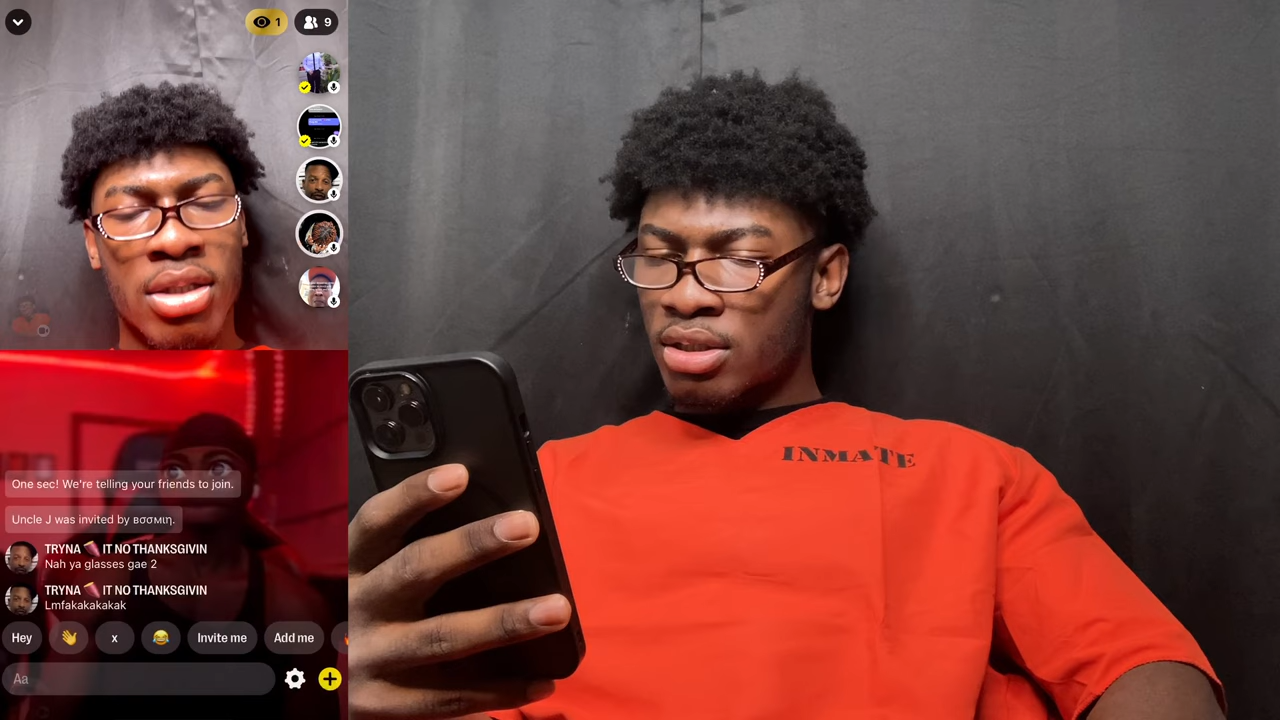 1
9
One sec! We're telling your friends to join.
Uncle J was invited by ʙσσмιη.
TRYNA IT NO THANKSGIVIN
Nah ya glasses gae 2
TRYNA IT NO THANKSGIVIN
Lmfakakakakak
Hey
x
Invite me
Add me
Aa
INMATE